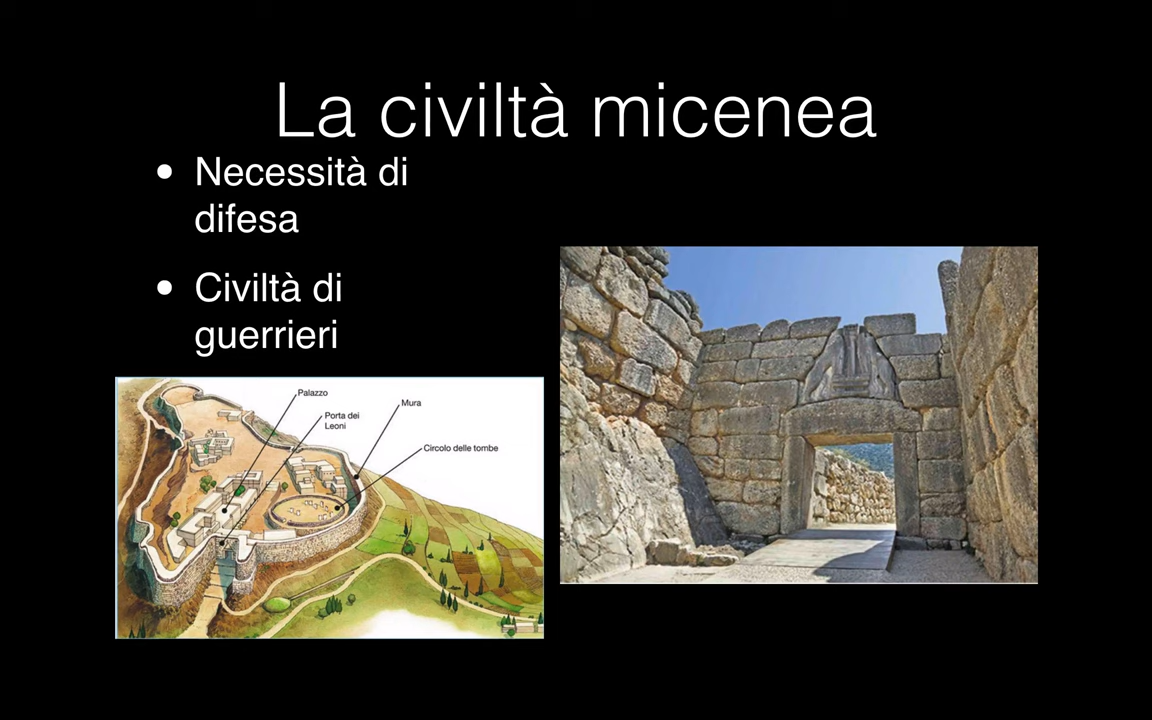 La civiltà micenea
• Necessità di
difesa
• Civiltà di
guerrieri
Palazzo
Porta dei
Leoni
Mura
Circolo delle tombe